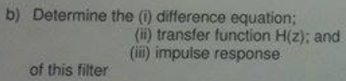 b) Determine the (i) difference equation;
(ii) transfer function H(z); and
(iii) impulse response
of this filter